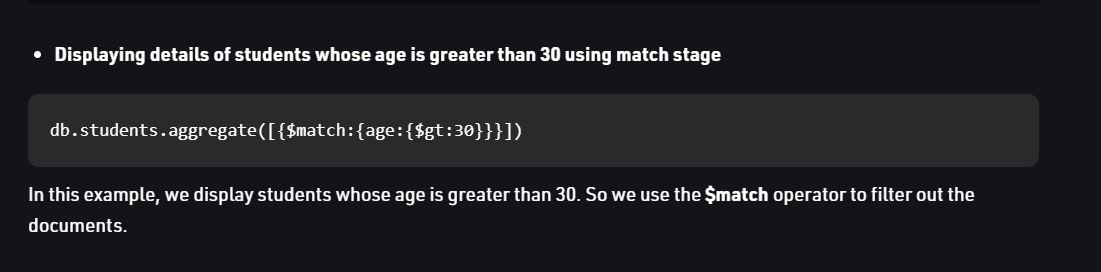 • Displaying details of students whose age is greater than 30 using match stage
db.students.aggregate([{$match:{age:{$gt:30}}}])
In this example, we display students whose age is greater than 30. So we use the $match operator to filter out the
documents.